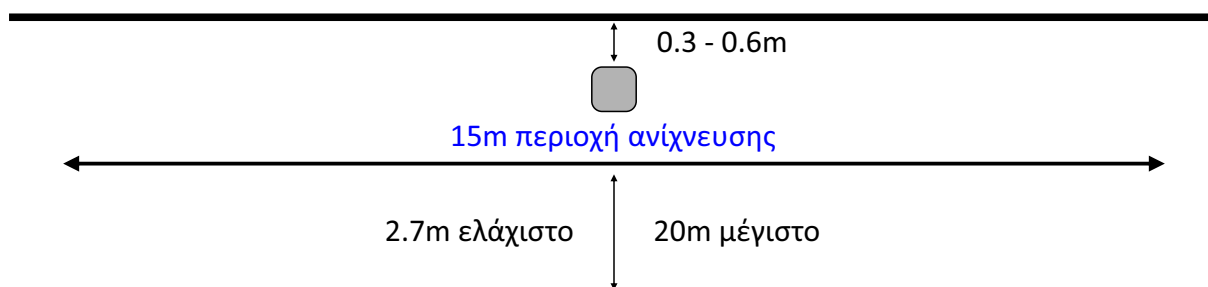 0.3 - 0.6m
15m περιοχή ανίχνευσης
2.7m ελάχιστο
20m μέγιστο